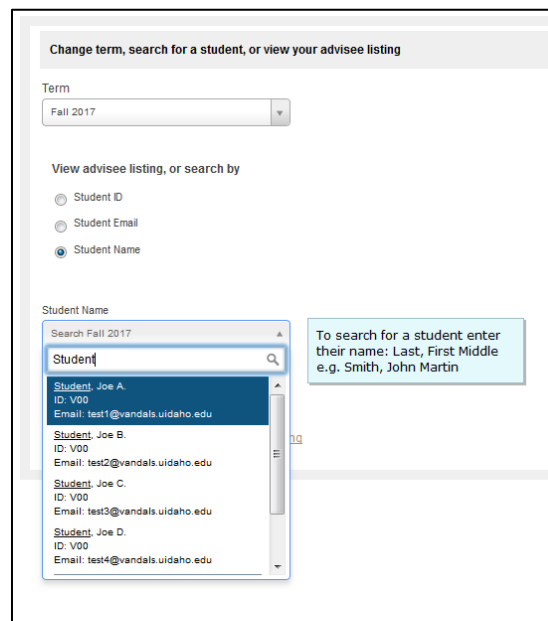 Change term, search for a student, or view your advisee listing
Term
Fall 2017
View advisee listing, or search by
Student ID
Student Email
Student Name
Student Name
Search Fall 2017
Student
To search for a student enter
their name: Last, First Middle
e.g. Smith, John Martin
Student, Joe A.
ID: V00
Email: test1@vandals.uidaho.edu
Student, Joe B.
ID: V00
Email: test2@vandals.uidaho.edu
Student, Joe C.
ID: V00
Email: test3@vandals.uidaho.edu
Student, Joe D.
ID: V00
Email: test4@vandals.uidaho.edu